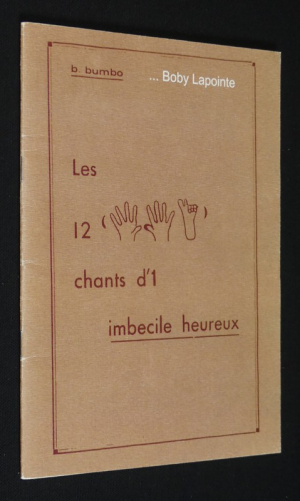 b. bumbo ... Boby Lapointe
Les
12 ( )
chants d'1
imbecile heureux